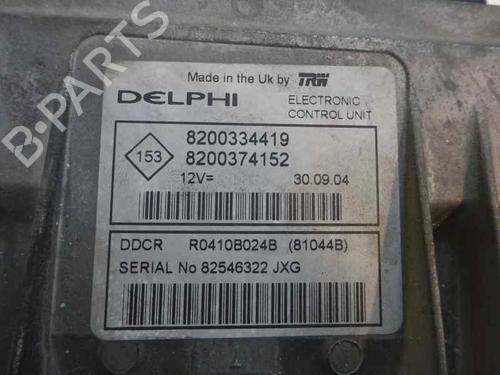 Made in the Uk by TRW
DELPHI
ELECTRONIC
CONTROL UNIT
153
8200334419
8200374152
12V=
30.09.04
DDCR R0410B024B (81044B)
SERIAL No 82546322 JXG
B-PARTS